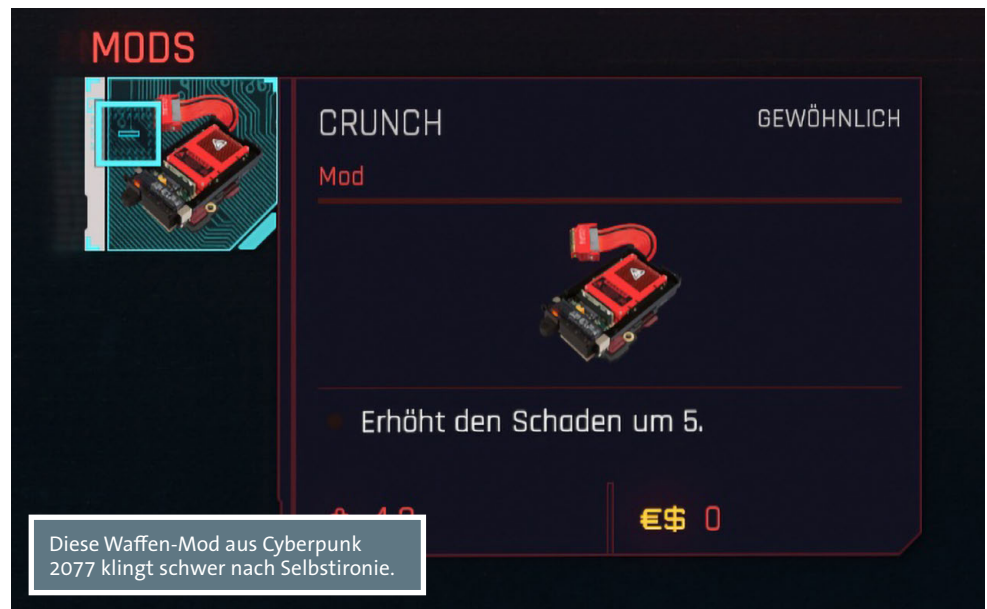 MODS
CRUNCH
GEWÖHNLICH
Mod
Erhöht den Schaden um 5.
€$ 0
Diese Waffen-Mod aus Cyberpunk
2077 klingt schwer nach Selbstironie.